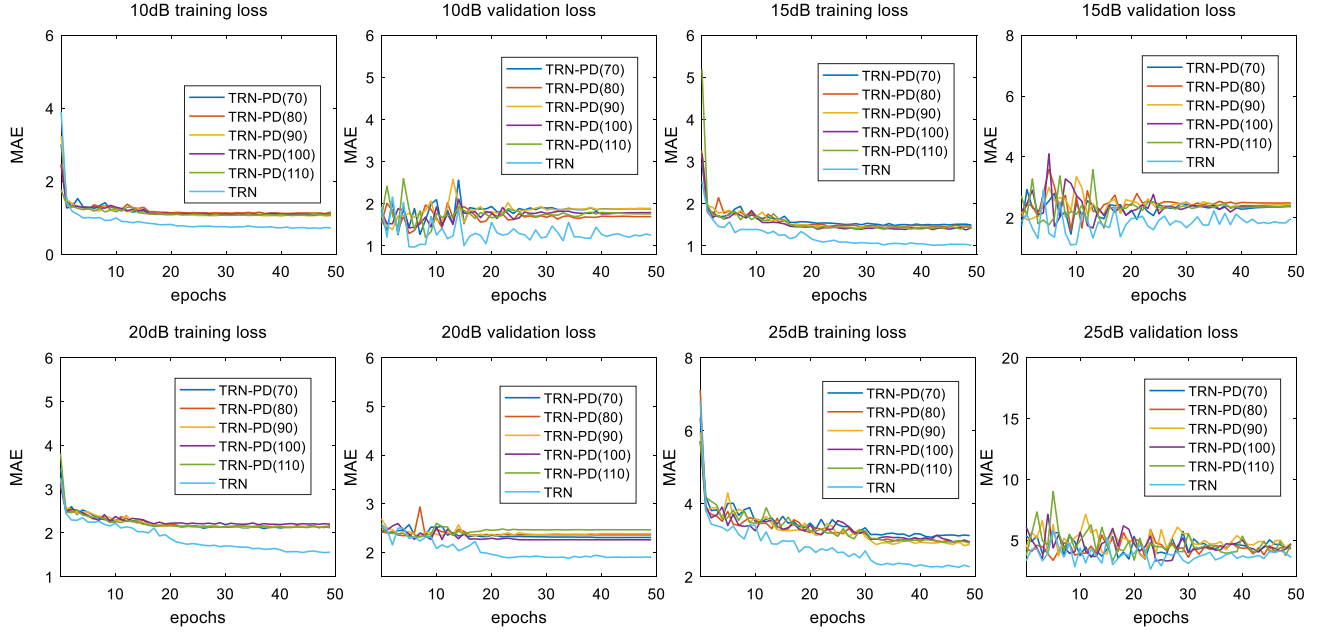 10dB training loss
6
4
2
0
MAE
10
20
30
40
50
epochs
TRN-PD(70)
TRN-PD(80)
TRN-PD(90)
TRN-PD(100)
TRN-PD(110)
TRN
10dB validation loss
6
5
4
3
2
1
MAE
10
20
30
40
50
epochs
TRN-PD(70)
TRN-PD(80)
TRN-PD(90)
TRN-PD(100)
TRN-PD(110)
TRN
15dB training loss
6
5
4
3
2
1
MAE
10
20
30
40
50
epochs
TRN-PD(70)
TRN-PD(80)
TRN-PD(90)
TRN-PD(100)
TRN-PD(110)
TRN
15dB validation loss
8
6
4
2
MAE
10
20
30
40
50
epochs
TRN-PD(70)
TRN-PD(80)
TRN-PD(90)
TRN-PD(100)
TRN-PD(110)
TRN
20dB training loss
6
5
4
3
2
1
MAE
10
20
30
40
50
epochs
TRN-PD(70)
TRN-PD(80)
TRN-PD(90)
TRN-PD(100)
TRN-PD(110)
TRN
20dB validation loss
6
5
4
3
2
MAE
10
20
30
40
50
epochs
TRN-PD(70)
TRN-PD(80)
TRN-PD(90)
TRN-PD(100)
TRN-PD(110)
TRN
25dB training loss
8
6
4
2
MAE
10
20
30
40
50
epochs
TRN-PD(70)
TRN-PD(80)
TRN-PD(90)
TRN-PD(100)
TRN-PD(110)
TRN
25dB validation loss
20
15
10
5
MAE
10
20
30
40
50
epochs
TRN-PD(70)
TRN-PD(80)
TRN-PD(90)
TRN-PD(100)
TRN-PD(110)
TRN